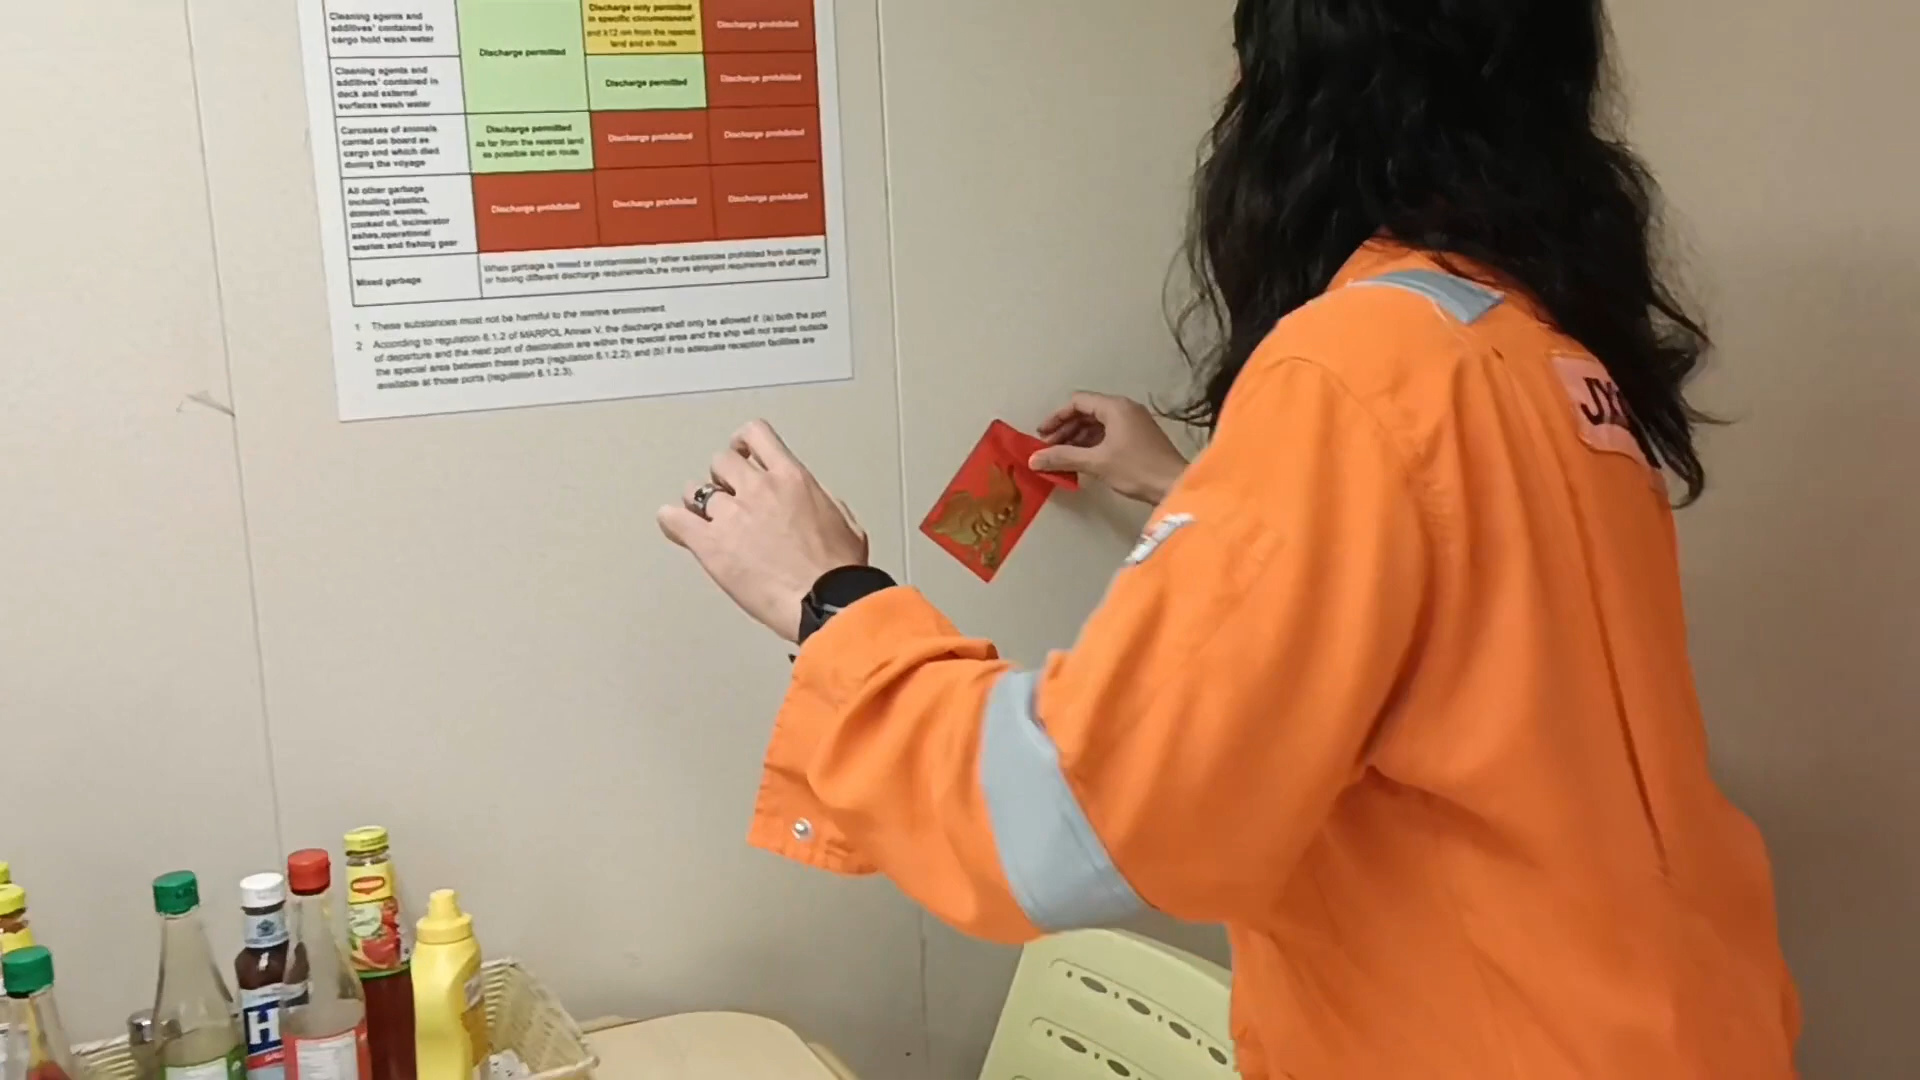 Cleaning agents and
additives¹ contained in
cargo hold wash water
Discharge permitted
Discharge only permitted
in specific circumstances²
and ≥12 nm from the nearest
land and en route
Discharge prohibited
Cleaning agents and
additives¹ contained in
deck and external
surfaces wash water
Discharge permitted
Discharge prohibited
Carcasses of animals
carried on board as
cargo and which died
during the voyage
Discharge permitted
as far from the nearest land
as possible and en route
Discharge prohibited
Discharge prohibited
All other garbage
including plastics,
domestic wastes,
cooked oil, incinerator
ashes, operational
wastes and fishing gear
Discharge prohibited
Discharge prohibited
Discharge prohibited
Mixed garbage
When garbage is mixed or contaminated by other substances prohibited from discharge
or having different discharge requirements, the more stringent requirements shall apply
1 These substances must not be harmful to the marine environment.
2 According to regulation 6.1.2 of MARPOL Annex V, the discharge shall only be allowed if: (a) both the port
of departure and the next port of destination are within the special area and the ship will not transit outside
the special area between these ports (regulation 6.1.2.2); and (b) if no adequate reception facilities are
available at those ports (regulation 6.1.2.3).
MAGGI